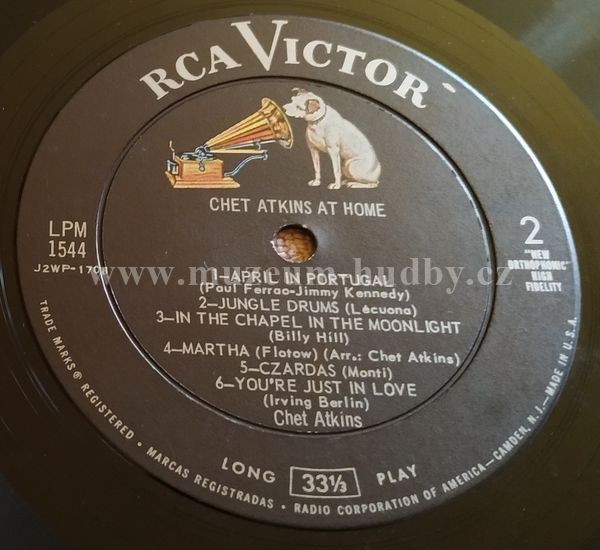 RCA VICTOR
CHET ATKINS AT HOME
LPM
1544
J2WP-170
2
"NEW
ORTHOPHONIC"
HIGH
FIDELITY
1—APRIL IN PORTUGAL
(Paul Ferrao-Jimmy Kennedy)
2—JUNGLE DRUMS (Lecuona)
3—IN THE CHAPEL IN THE MOONLIGHT
(Billy Hill)
4—MARTHA (Flotow) (Arr.: Chet Atkins)
5—CZARDAS (Monti)
6—YOU'RE JUST IN LOVE
(Irving Berlin)
Chet Atkins
LONG 33⅓ PLAY
TRADE MARKS ® REGISTERED • MARCAS REGISTRADAS • RADIO CORPORATION OF AMERICA—CAMDEN, N. J.—MADE IN U.S.A.
www.museum-hudby.cz